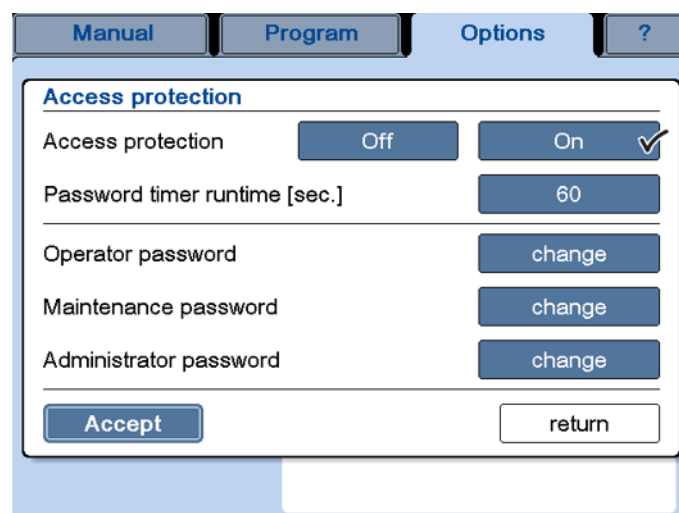 Manual Program Options ?
Access protection
Access protection Off On
Password timer runtime [sec.] 60
Operator password change
Maintenance password change
Administrator password change
Accept return